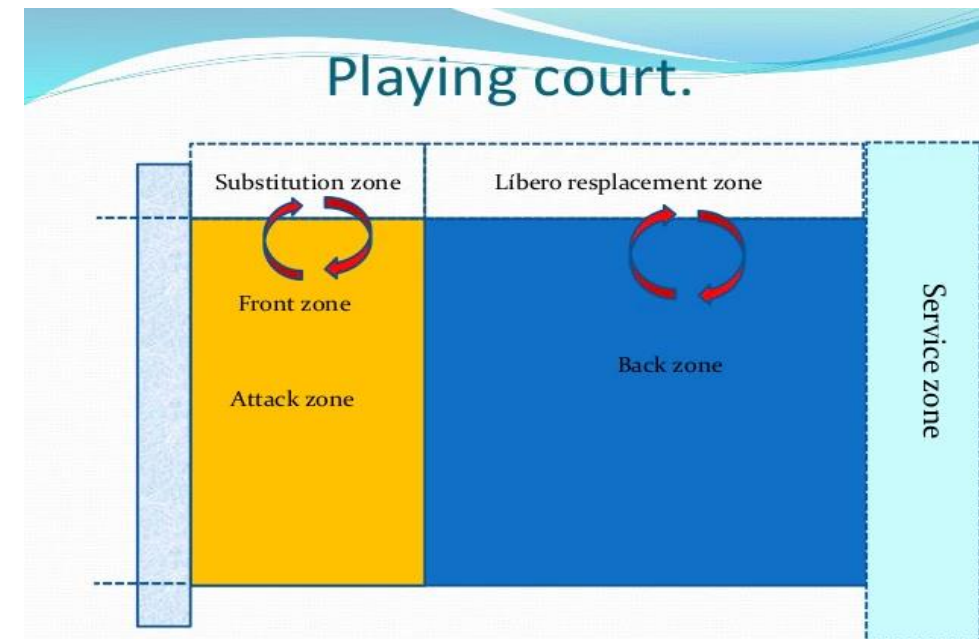 Playing court.
Substitution zone
Líbero resplacement zone
Front zone
Back zone
Attack zone
Service zone